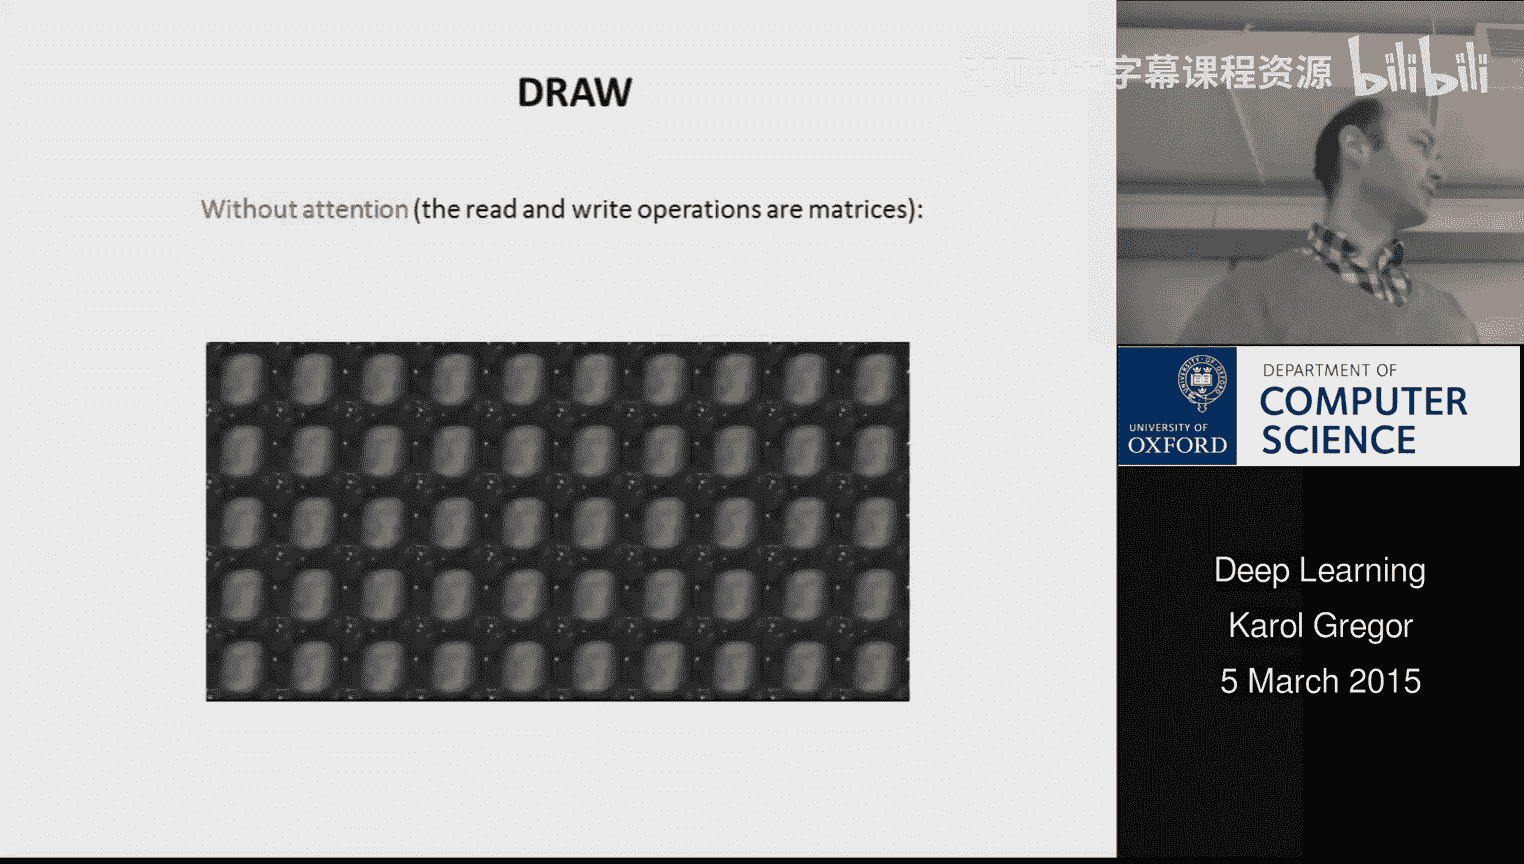 DRAW
Without attention (the read and write operations are matrices):
字幕课程资源 bilibili
UNIVERSITY OF
OXFORD
DEPARTMENT OF
COMPUTER
SCIENCE
Deep Learning
Karol Gregor
5 March 2015